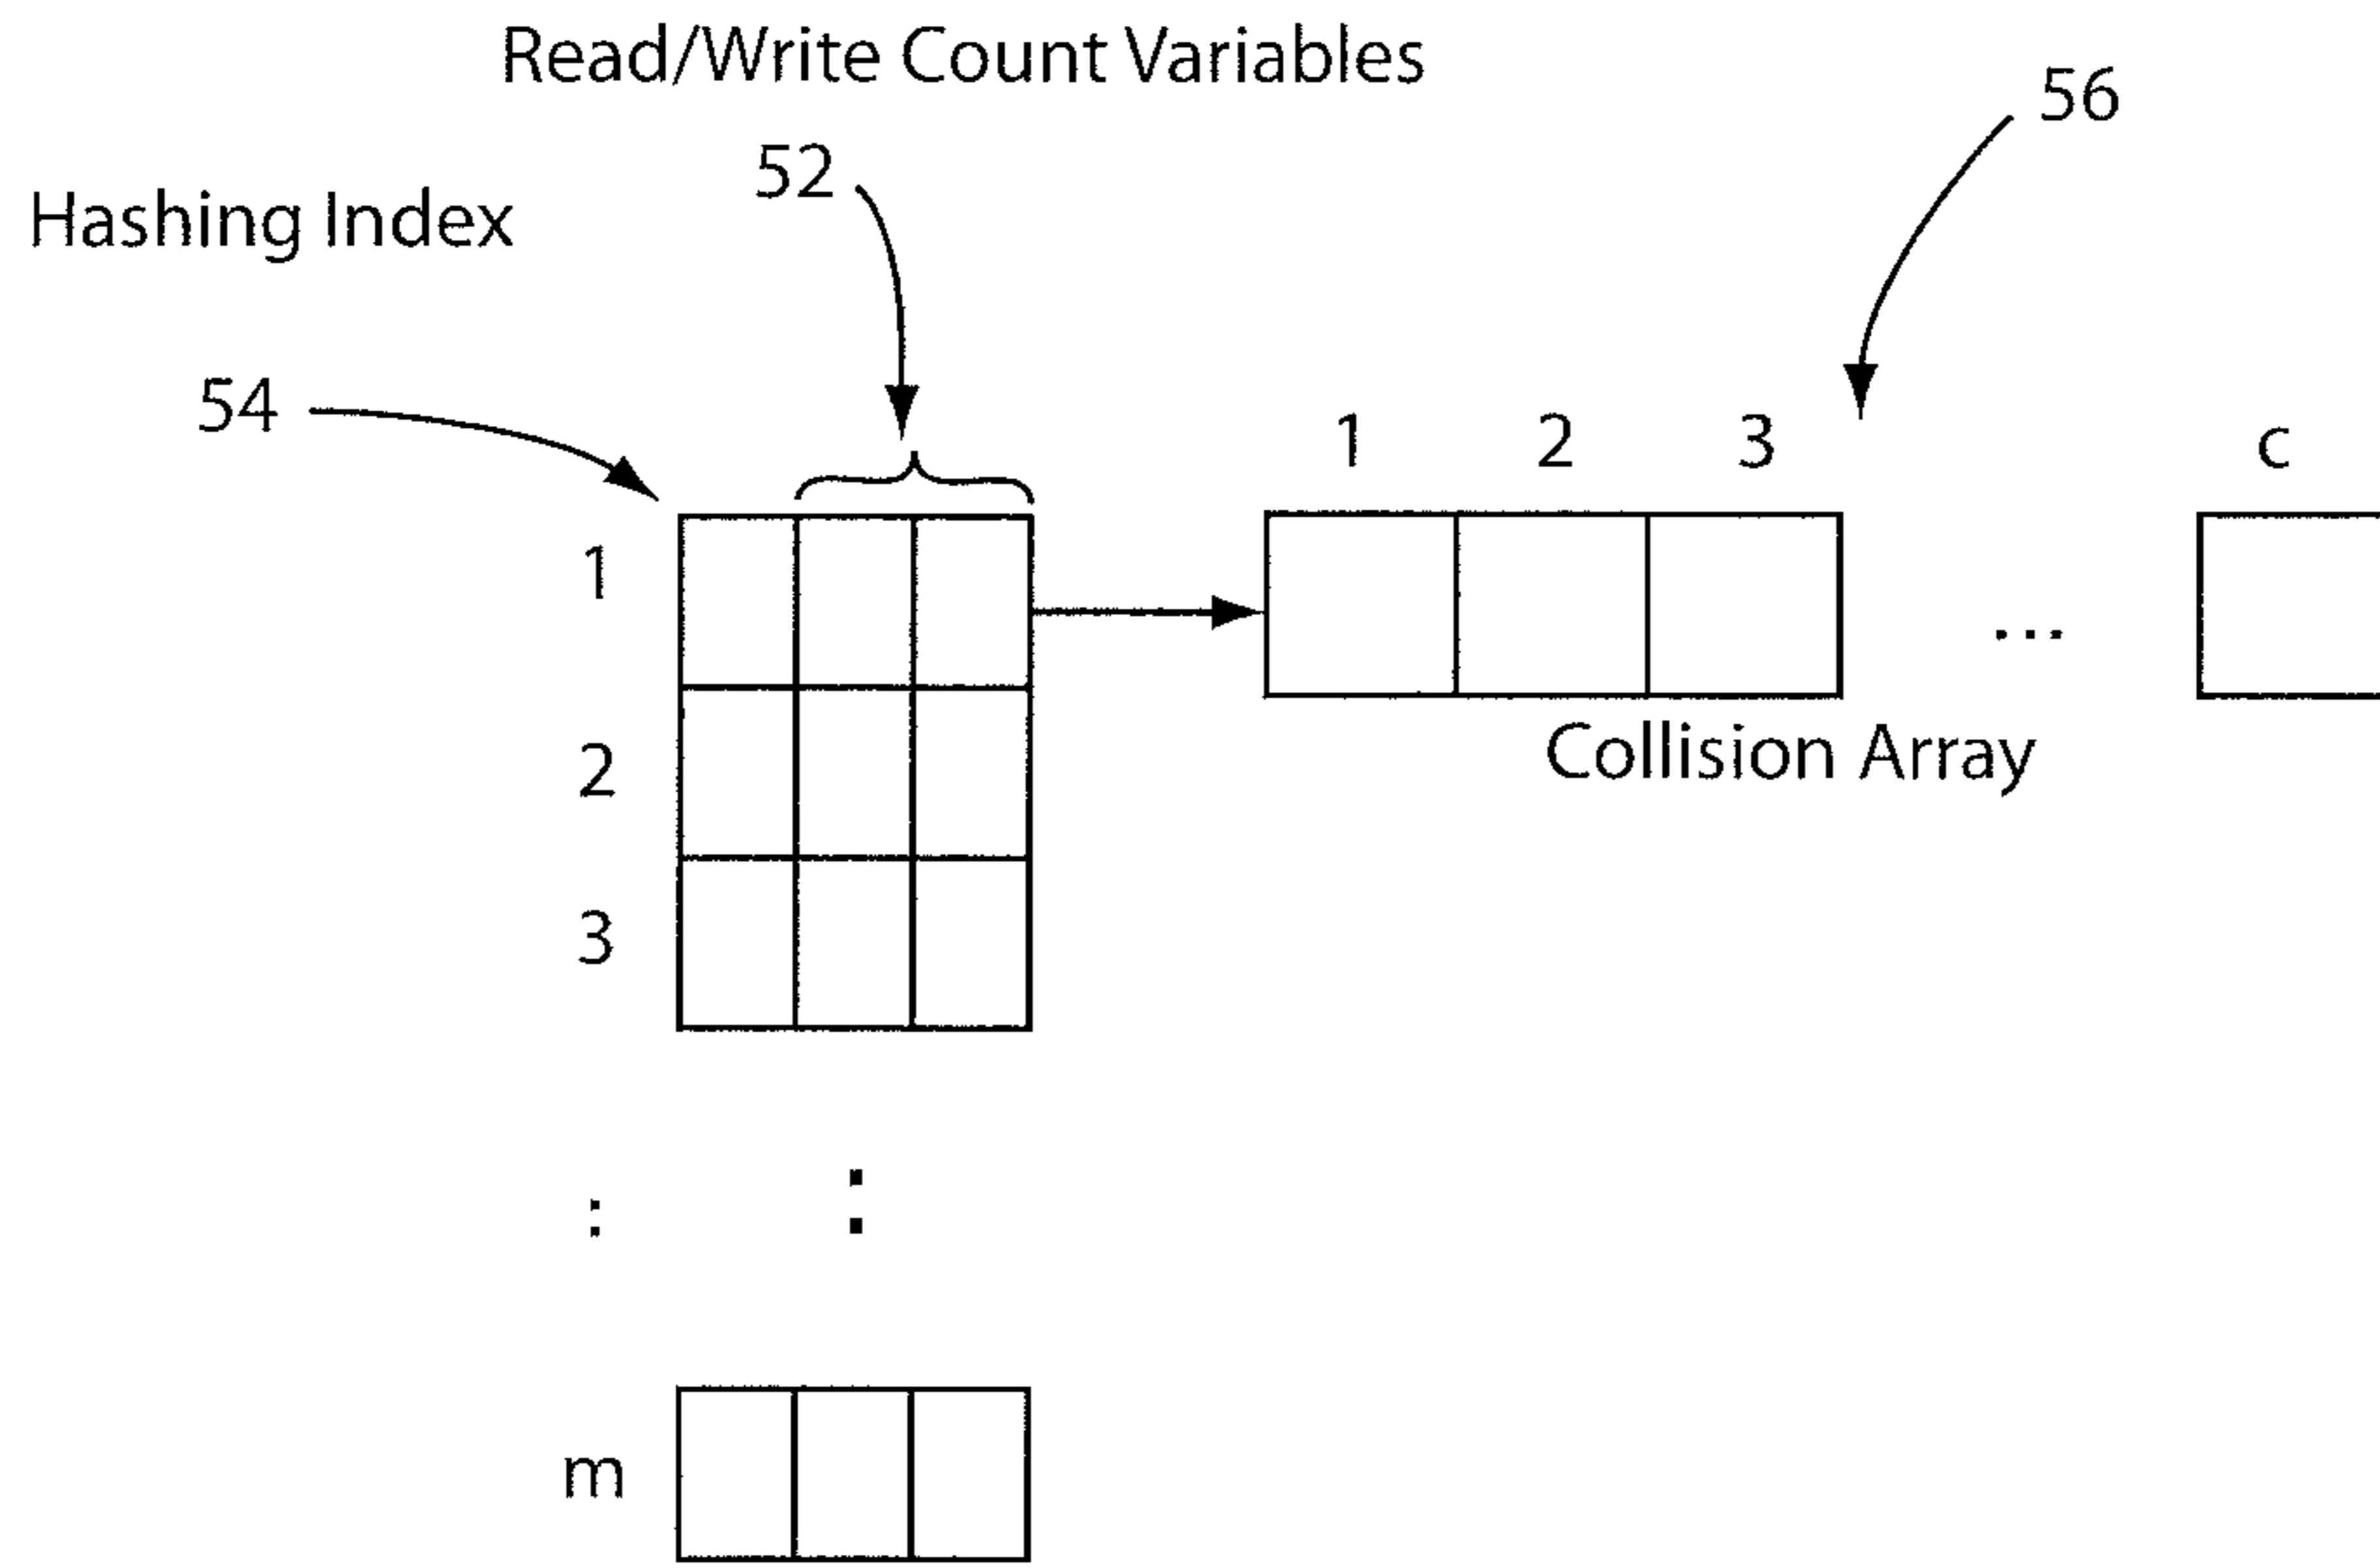 Read/Write Count Variables
56
52
Hashing Index
54
1 2 3 c
1
...
Collision Array
2
3
: :
m